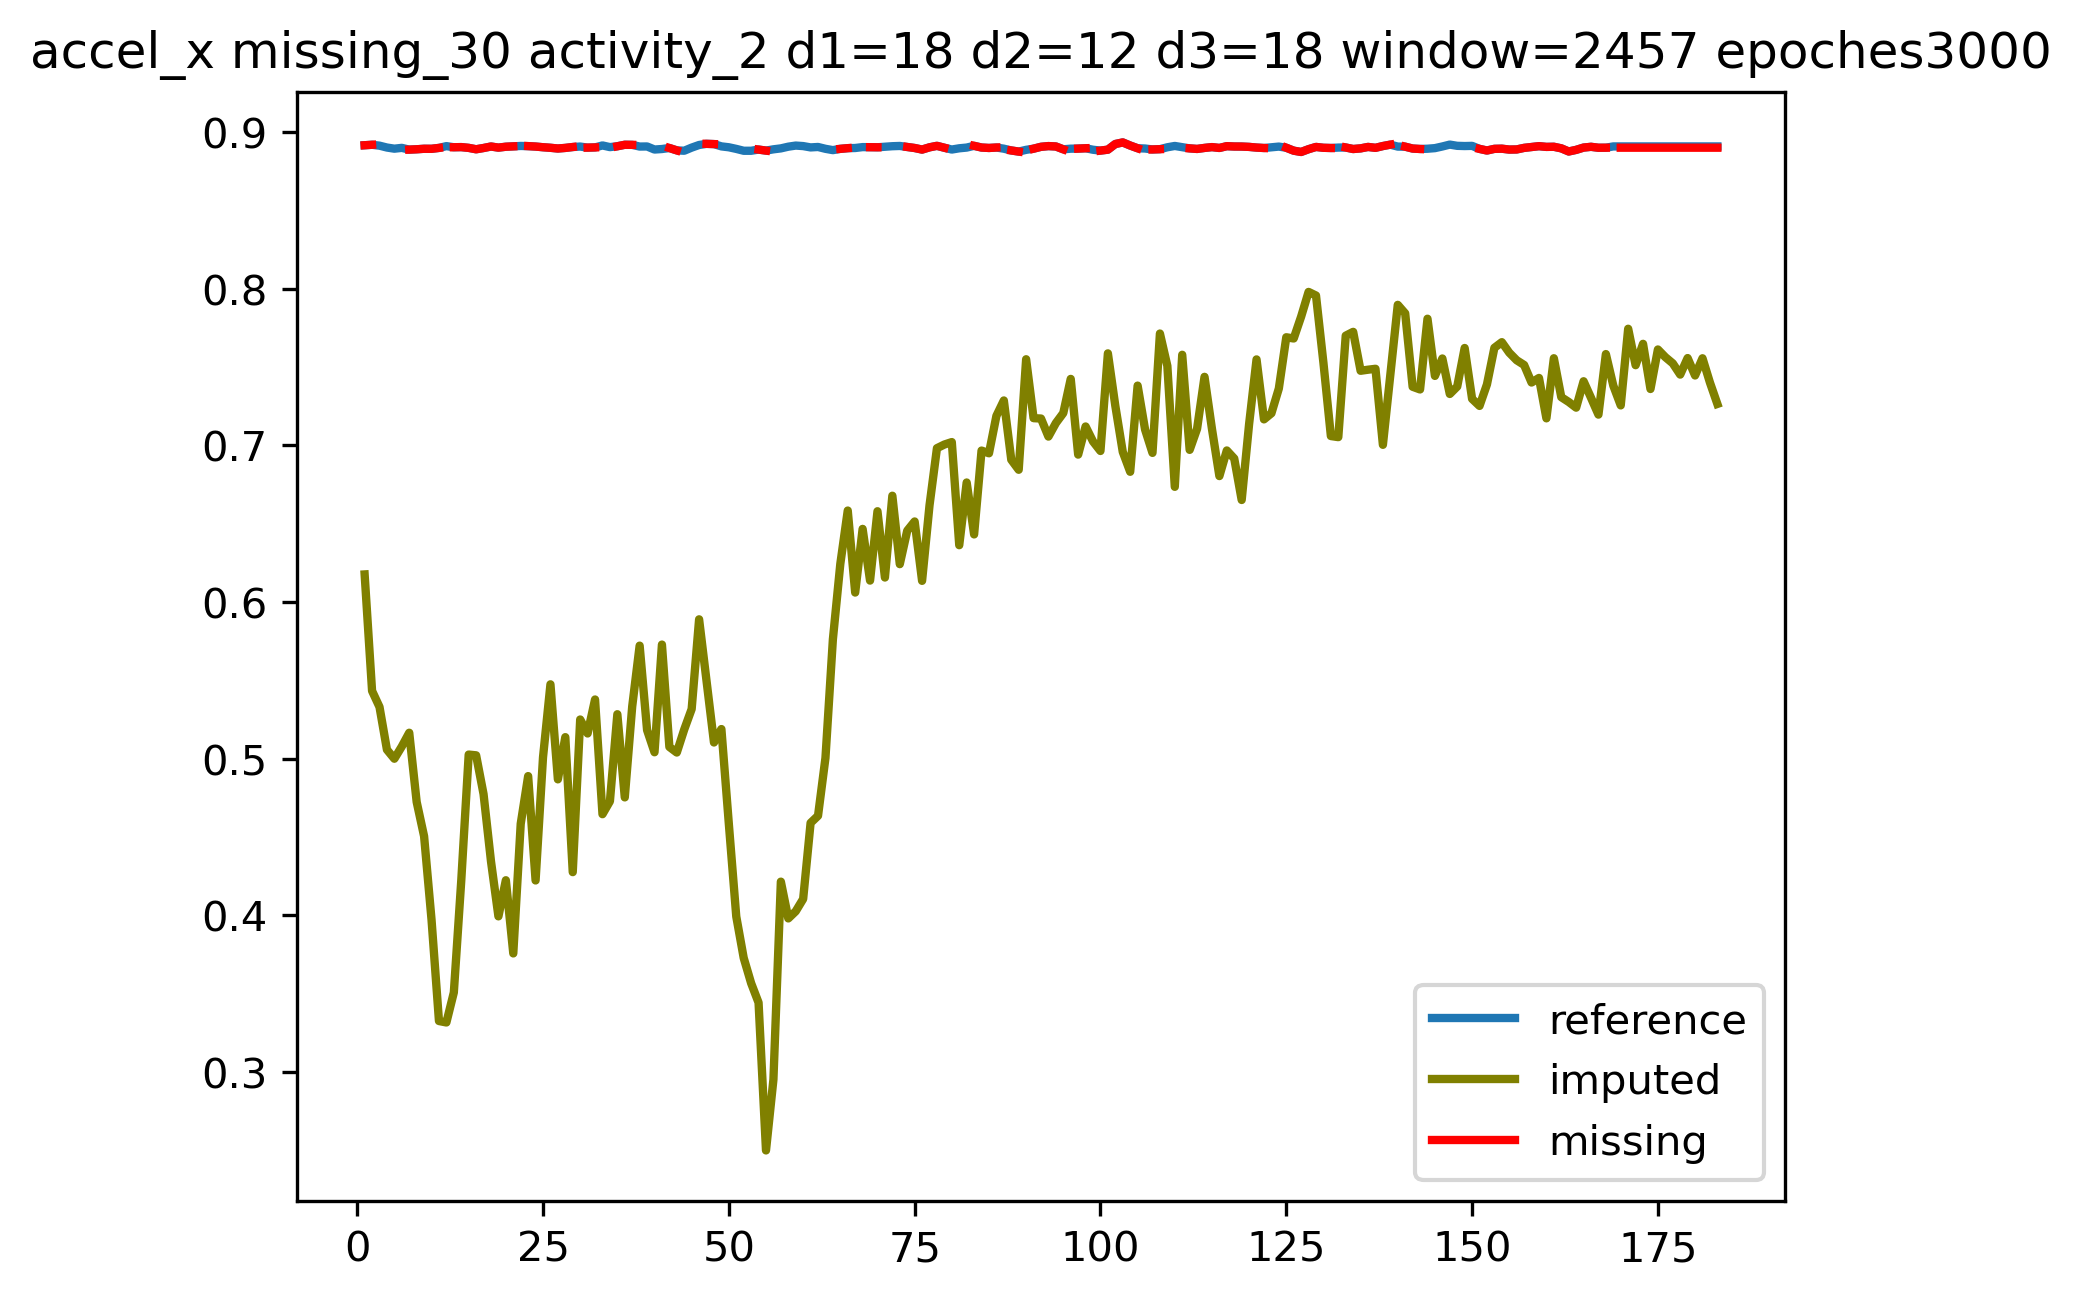 accel_x missing_30 activity_2 d1=18 d2=12 d3=18 window=2457 epoches3000
0.9
0.8
0.7
0.6
0.5
0.4
0.3
reference
imputed
missing
0 25 50 75 100 125 150 175